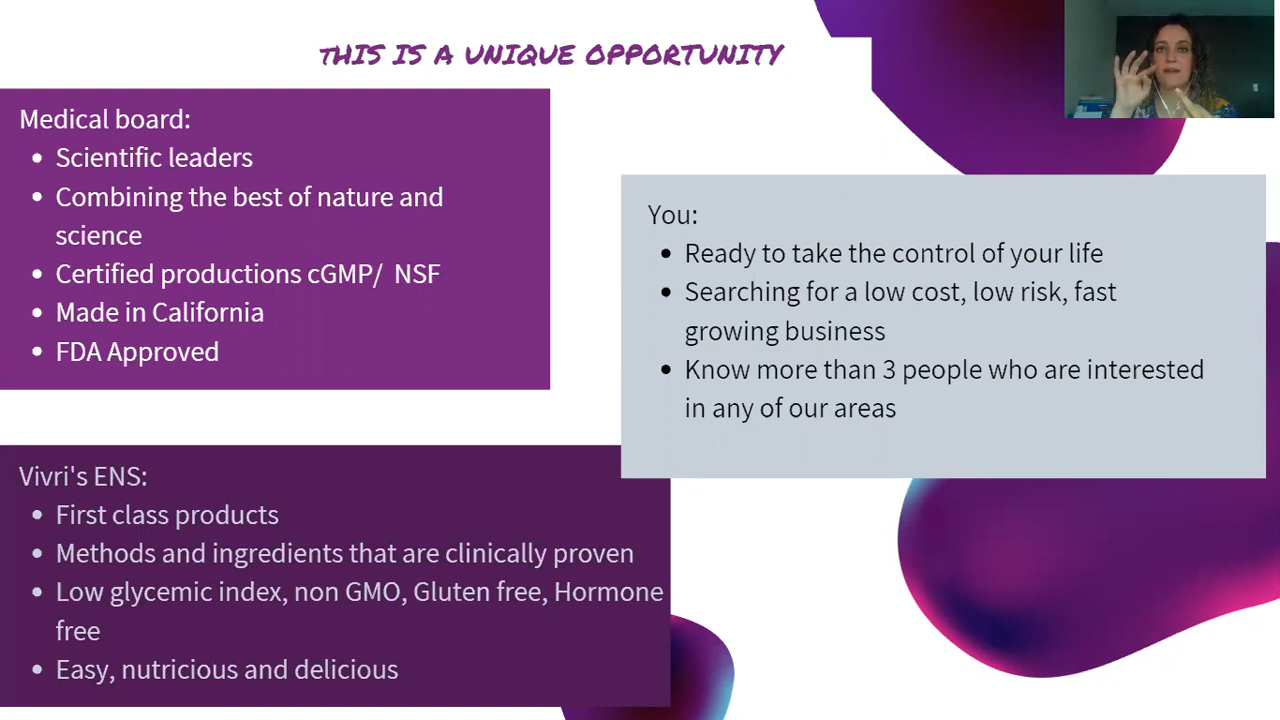 THIS IS A UNIQUE OPPORTUNITY
Medical board:
• Scientific leaders
• Combining the best of nature and
science
• Certified productions cGMP/ NSF
• Made in California
• FDA Approved
You:
• Ready to take the control of your life
• Searching for a low cost, low risk, fast
growing business
• Know more than 3 people who are interested
in any of our areas
Vivri's ENS:
• First class products
• Methods and ingredients that are clinically proven
• Low glycemic index, non GMO, Gluten free, Hormone
free
• Easy, nutricious and delicious